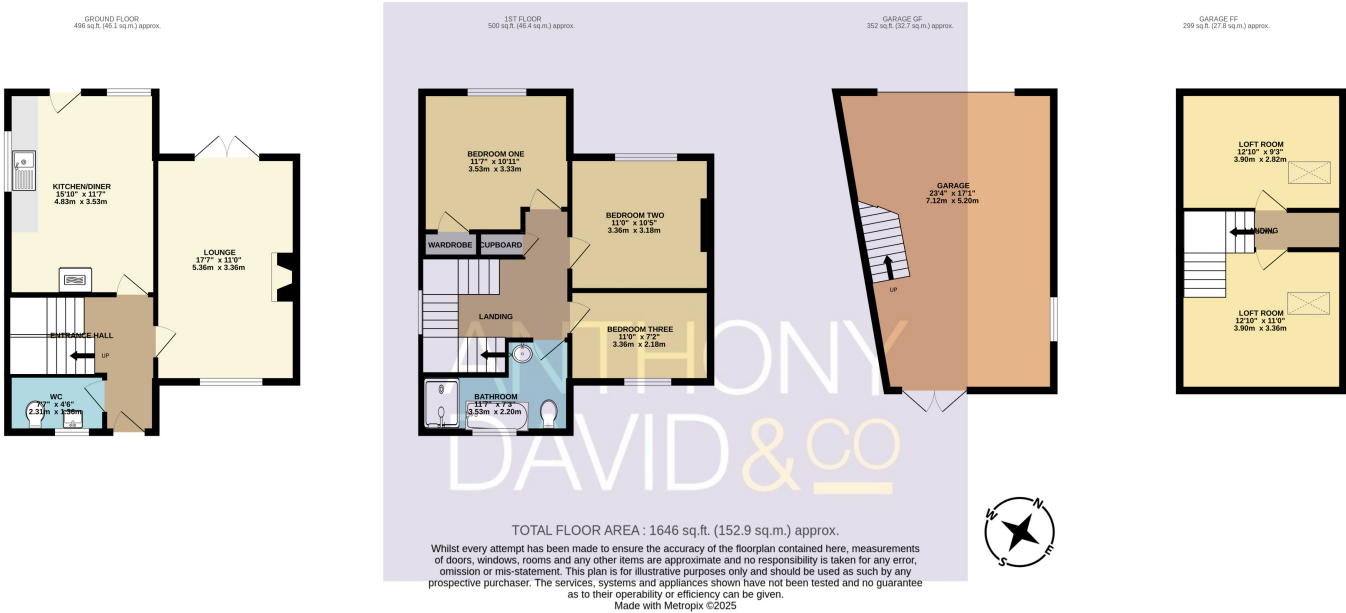 GROUND FLOOR
496 sq.ft. (46.1 sq.m.) approx.
1ST FLOOR
500 sq.ft. (46.4 sq.m.) approx.
GARAGE GF
352 sq.ft. (32.7 sq.m.) approx.
GARAGE FF
299 sq.ft. (27.8 sq.m.) approx.
KITCHEN/DINER
15'10" x 11'7"
4.83m x 3.53m
LOUNGE
17'7" x 11'0"
5.36m x 3.36m
ENTRANCE HALL
UP
WC
7'7" x 4'6"
2.31m x 1.36m
BEDROOM ONE
11'7" x 10'11"
3.53m x 3.33m
BEDROOM TWO
11'0" x 10'5"
3.36m x 3.18m
WARDROBE
CUPBOARD
LANDING
BEDROOM THREE
11'0" x 7'2"
3.36m x 2.18m
BATHROOM
11'7" x 7'3"
3.53m x 2.20m
GARAGE
23'4" x 17'1"
7.12m x 5.20m
UP
LOFT ROOM
12'10" x 9'3"
3.90m x 2.82m
LANDING
LOFT ROOM
12'10" x 11'0"
3.90m x 3.36m
ANTHONY
DAVID & CO
N
W
E
S
TOTAL FLOOR AREA : 1646 sq.ft. (152.9 sq.m.) approx.
Whilst every attempt has been made to ensure the accuracy of the floorplan contained here, measurements
of doors, windows, rooms and any other items are approximate and no responsibility is taken for any error,
omission or mis-statement. This plan is for illustrative purposes only and should be used as such by any
prospective purchaser. The services, systems and appliances shown have not been tested and no guarantee
as to their operability or efficiency can be given.
Made with Metropix ©2025